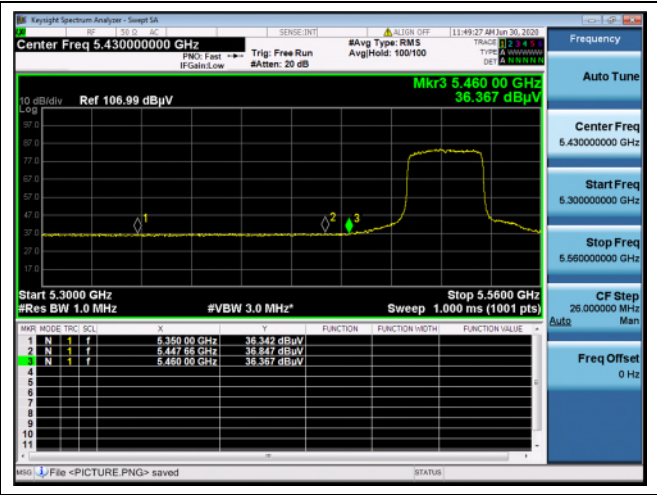 Keysight Spectrum Analyzer - Swept SA
RF 50 Ω AC SENSE:INT ALIGN OFF 11:49:27 AM Jun 30, 2020
Center Freq 5.430000000 GHz
PNO: Fast
IFGain:Low
Trig: Free Run
#Atten: 20 dB
#Avg Type: RMS
Avg|Hold: 100/100
TRACE 1 2 3 4 5 6
TYPE A WWWWW
DET A N N N N N
Mkr3 5.460 00 GHz
36.367 dBµV
10 dB/div Ref 106.99 dBµV
Log
97.0
87.0
77.0
67.0
57.0
47.0
37.0
27.0
17.0
1
2
3
Start 5.3000 GHz Stop 5.5600 GHz
#Res BW 1.0 MHz #VBW 3.0 MHz* Sweep 1.000 ms (1001 pts)
MKR MODE TRC SCL X Y FUNCTION FUNCTION WIDTH FUNCTION VALUE
1 N 1 f 5.350 00 GHz 36.342 dBµV
2 N 1 f 5.447 66 GHz 36.847 dBµV
3 N 1 f 5.460 00 GHz 36.367 dBµV
4
5
6
7
8
9
10
11
MSG File <PICTURE.PNG> saved STATUS
Frequency
Auto Tune
Center Freq
5.430000000 GHz
Start Freq
5.300000000 GHz
Stop Freq
5.560000000 GHz
CF Step
26.000000 MHz
Auto Man
Freq Offset
0 Hz